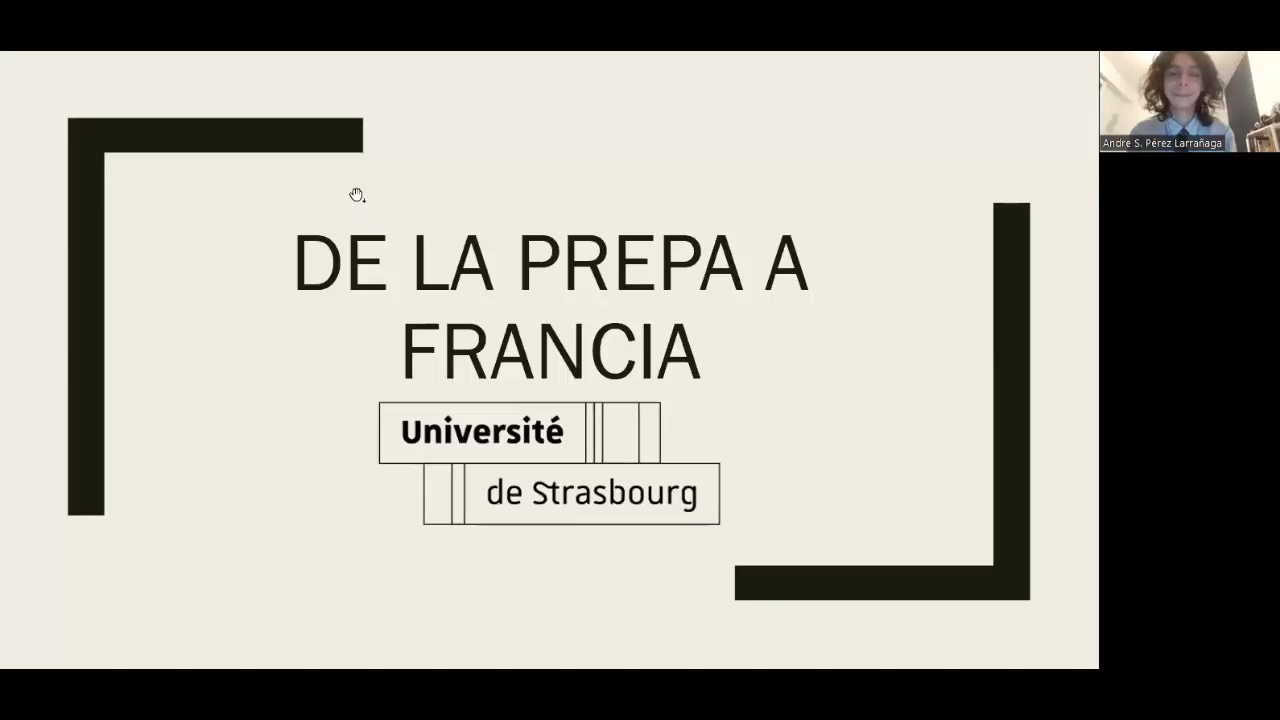 DE LA PREPA A
FRANCIA
Université
de Strasbourg
Andre S. Pérez Larrañaga